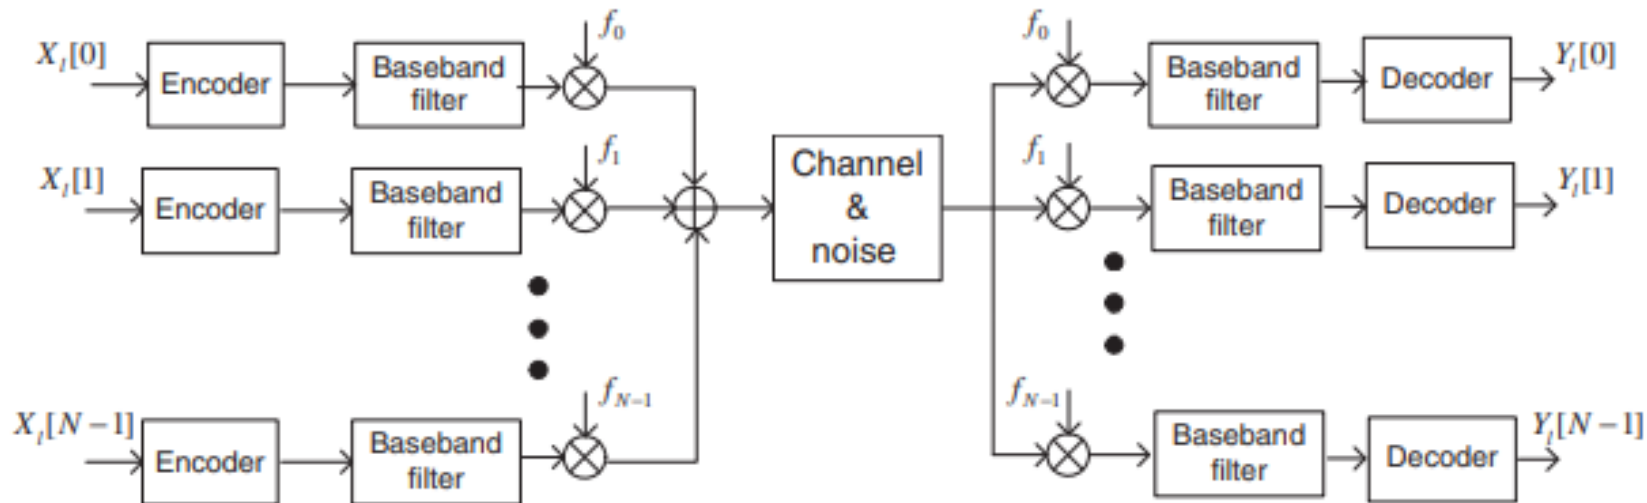 f_0
f_0
X_l[0]
Encoder
Baseband
filter
Baseband
filter
Decoder
Y_l[0]
f_1
f_1
X_l[1]
Encoder
Baseband
filter
Channel
&
noise
Baseband
filter
Decoder
Y_l[1]
f_{N-1}
f_{N-1}
X_l[N-1]
Encoder
Baseband
filter
Baseband
filter
Decoder
Y_l[N-1]